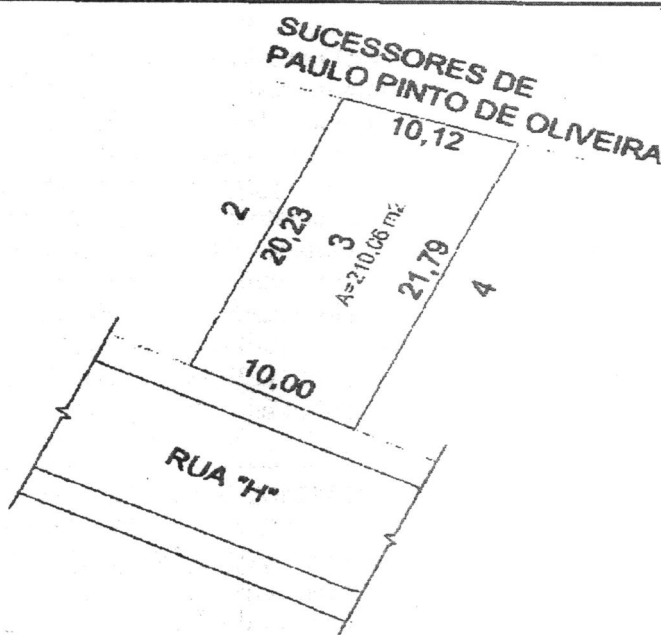 SUCESSORES DE
PAULO PINTO DE OLIVEIRA
10,12
2
20,23
3
A=210,06 m2
21,79
4
10,00
RUA "H"